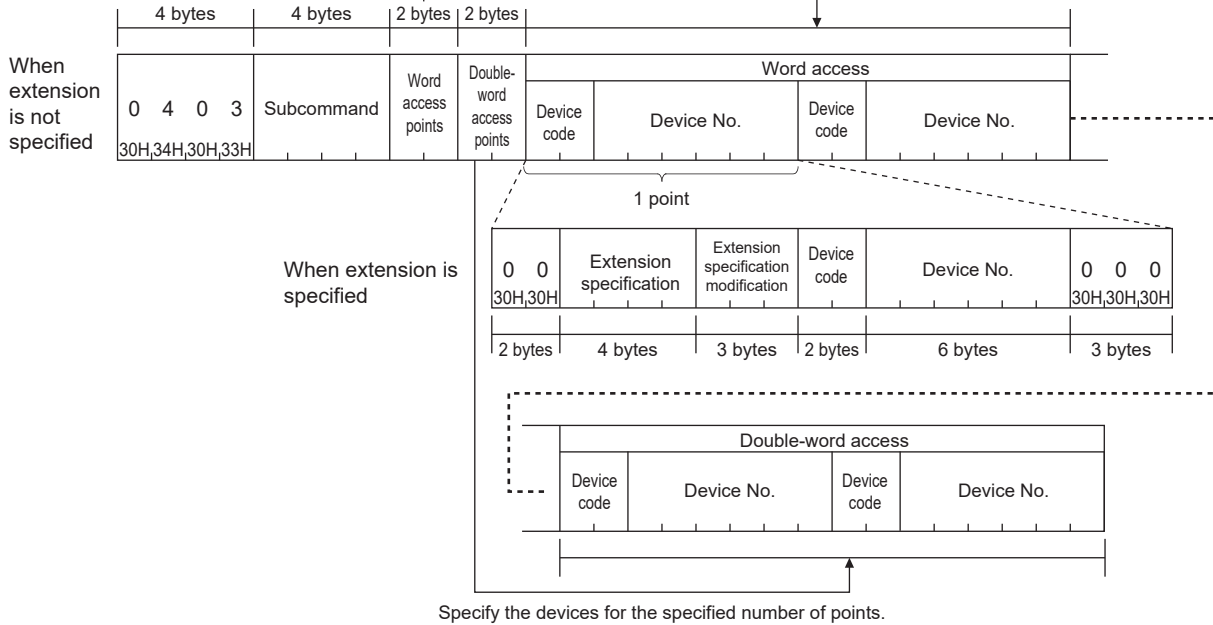 4 bytes 4 bytes 2 bytes 2 bytes
When extension is not specified
0 4 0 3
30H 34H 30H 33H
Subcommand
Word access points
Double-word access points
Word access
Device code
Device No.
Device code
Device No.
1 point
When extension is specified
0 0
30H 30H
Extension specification
Extension specification modification
Device code
Device No.
0 0 0
30H 30H 30H
2 bytes 4 bytes 3 bytes 2 bytes 6 bytes 3 bytes
Double-word access
Device code
Device No.
Device code
Device No.
Specify the devices for the specified number of points.